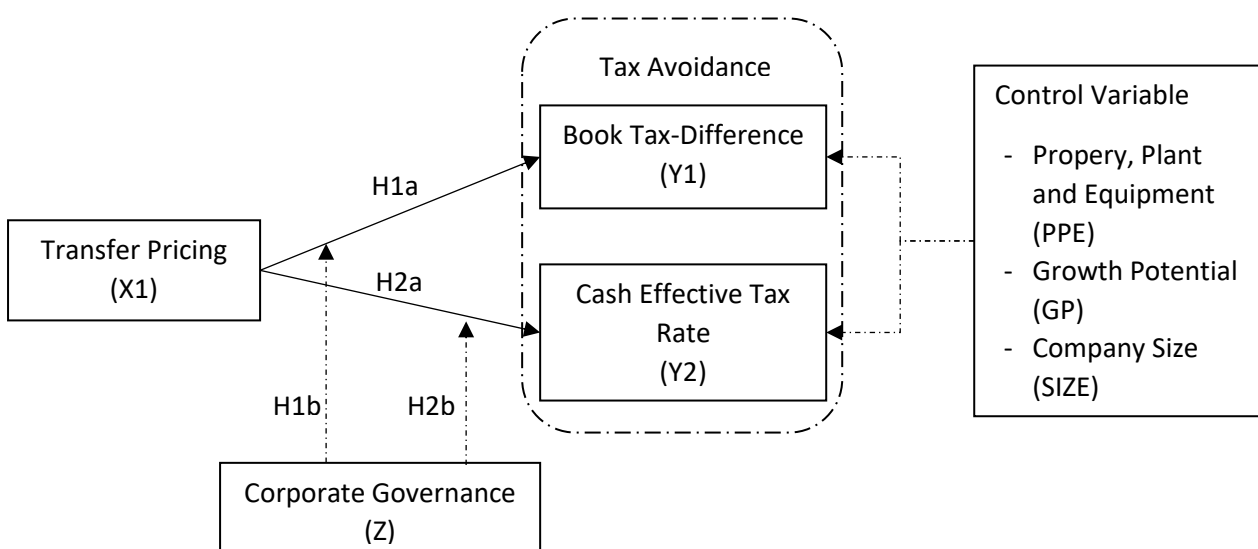 Tax Avoidance
Book Tax-Difference
(Y1)
H1a
Transfer Pricing
(X1)
H2a
Cash Effective Tax
Rate
(Y2)
H1b
H2b
Corporate Governance
(Z)
Control Variable
- Propery, Plant
and Equipment
(PPE)
- Growth Potential
(GP)
- Company Size
(SIZE)